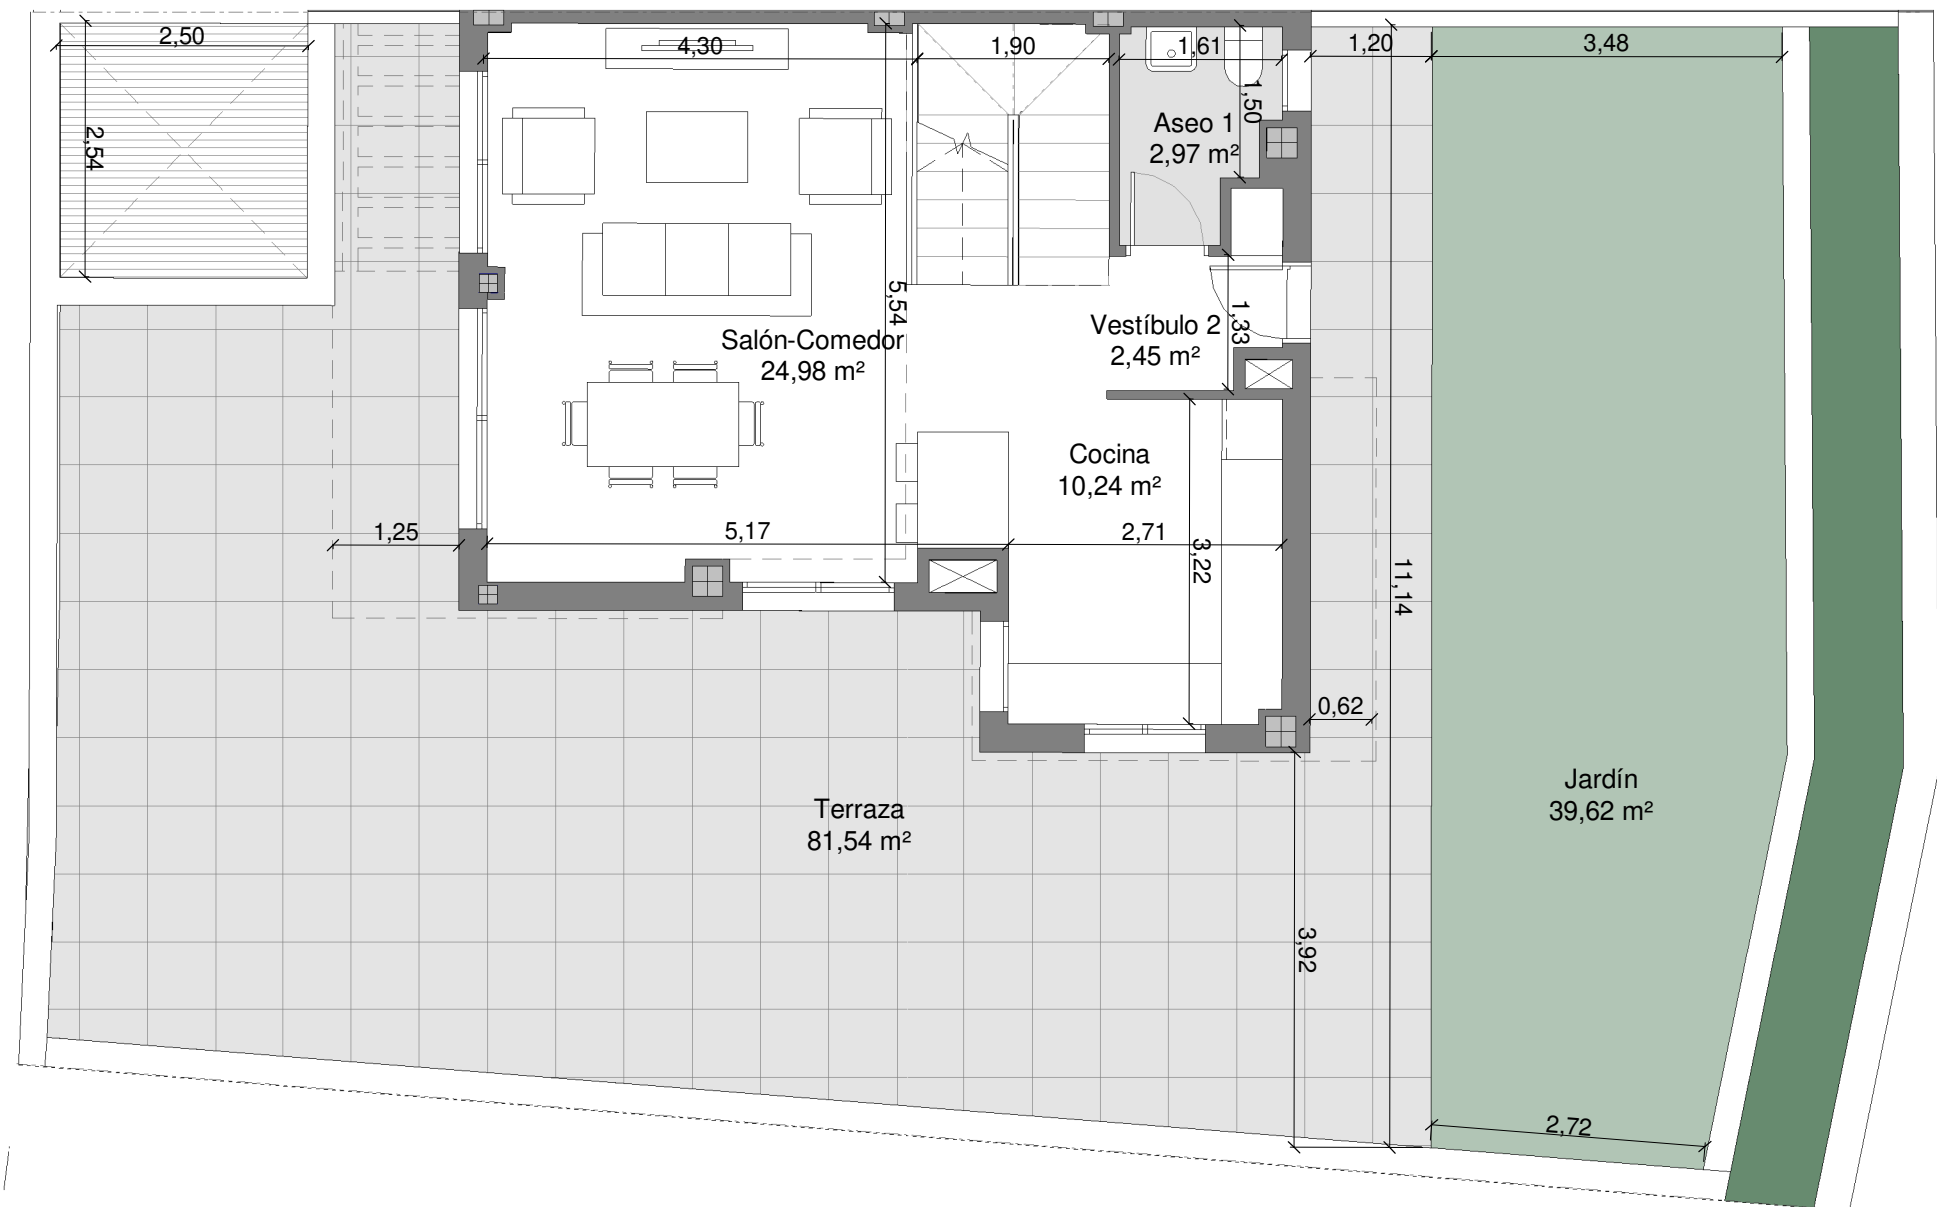 2,50
4,30
1,90
1,61
1,20
3,48
2,54
1,50
Aseo 1
2,97 m²
5,54
1,33
Vestíbulo 2
2,45 m²
Salón-Comedor
24,98 m²
Cocina
10,24 m²
1,25
5,17
2,71
3,22
11,14
0,62
Jardín
39,62 m²
Terraza
81,54 m²
3,92
2,72